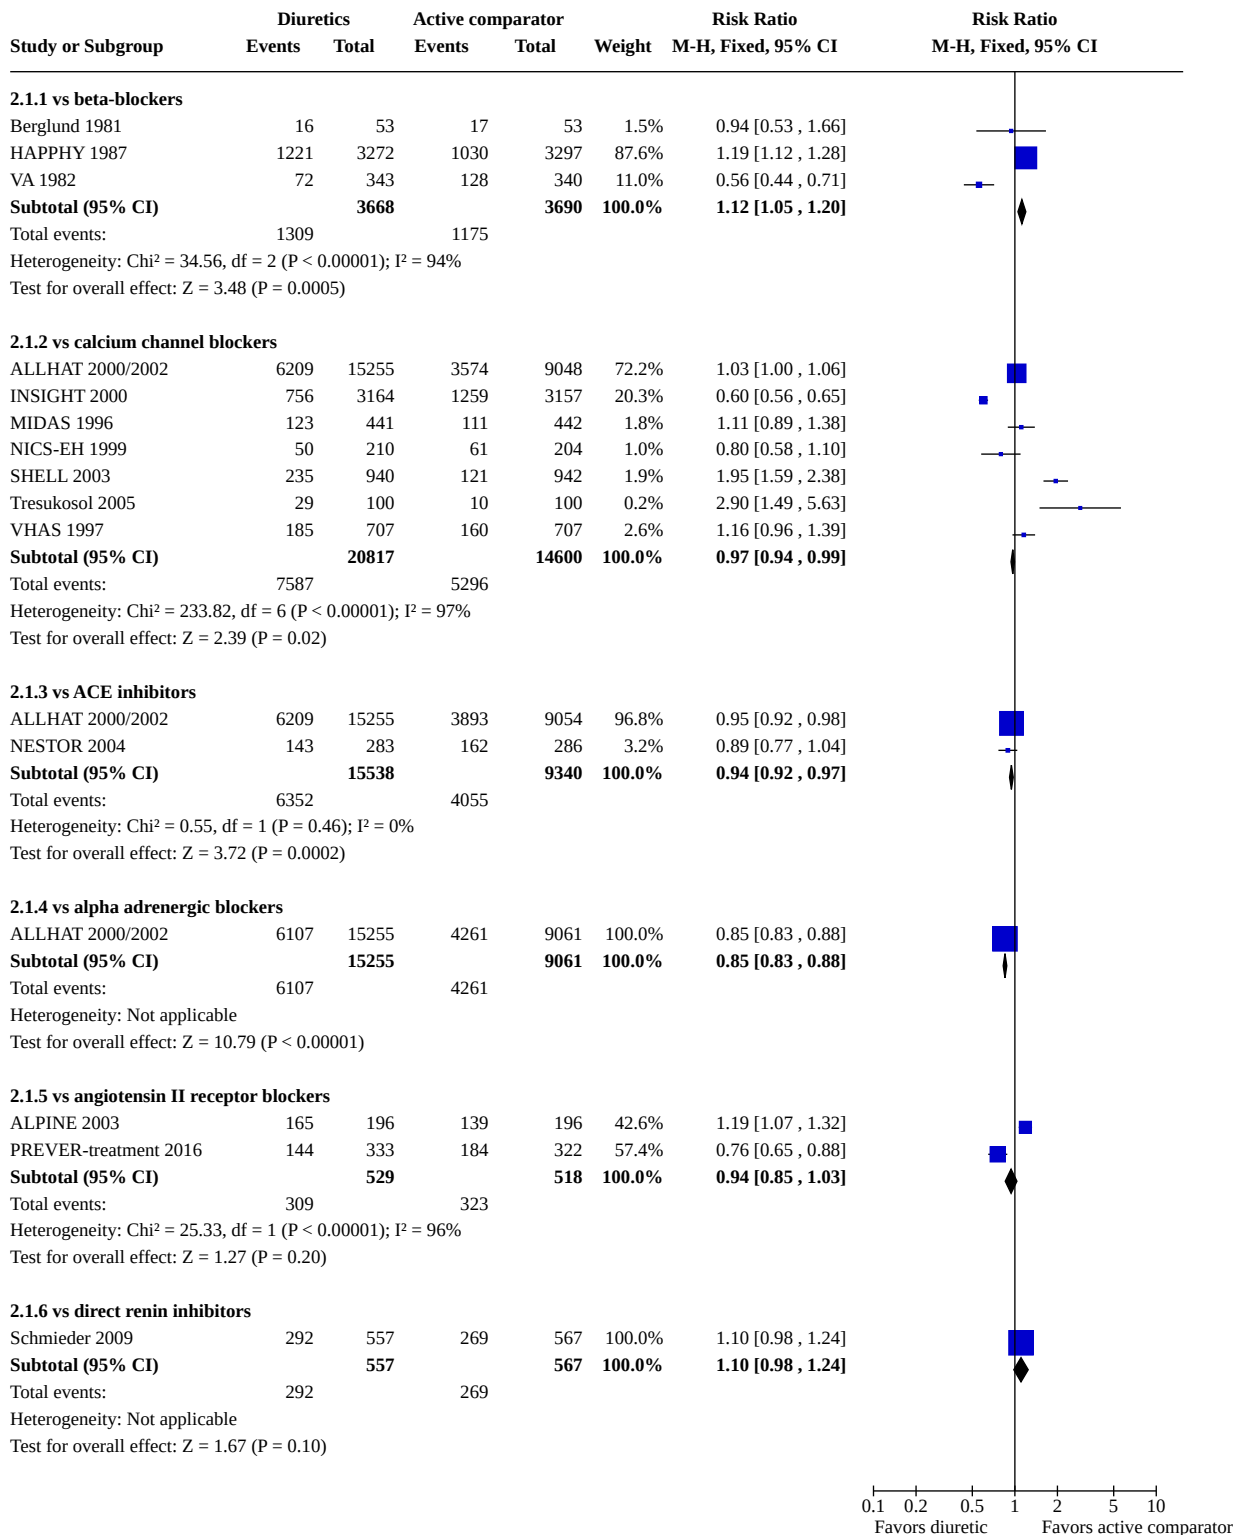 Diuretics Active comparator Risk Ratio Risk Ratio
Study or Subgroup Events Total Events Total Weight M-H, Fixed, 95% CI M-H, Fixed, 95% CI
2.1.1 vs beta-blockers
Berglund 1981 16 53 17 53 1.5% 0.94 [0.53 , 1.66]
HAPPHY 1987 1221 3272 1030 3297 87.6% 1.19 [1.12 , 1.28]
VA 1982 72 343 128 340 11.0% 0.56 [0.44 , 0.71]
Subtotal (95% CI) 3668 3690 100.0% 1.12 [1.05 , 1.20]
Total events: 1309 1175
Heterogeneity: Chi² = 34.56, df = 2 (P < 0.00001); I² = 94%
Test for overall effect: Z = 3.48 (P = 0.0005)
2.1.2 vs calcium channel blockers
ALLHAT 2000/2002 6209 15255 3574 9048 72.2% 1.03 [1.00 , 1.06]
INSIGHT 2000 756 3164 1259 3157 20.3% 0.60 [0.56 , 0.65]
MIDAS 1996 123 441 111 442 1.8% 1.11 [0.89 , 1.38]
NICS-EH 1999 50 210 61 204 1.0% 0.80 [0.58 , 1.10]
SHELL 2003 235 940 121 942 1.9% 1.95 [1.59 , 2.38]
Tresukosol 2005 29 100 10 100 0.2% 2.90 [1.49 , 5.63]
VHAS 1997 185 707 160 707 2.6% 1.16 [0.96 , 1.39]
Subtotal (95% CI) 20817 14600 100.0% 0.97 [0.94 , 0.99]
Total events: 7587 5296
Heterogeneity: Chi² = 233.82, df = 6 (P < 0.00001); I² = 97%
Test for overall effect: Z = 2.39 (P = 0.02)
2.1.3 vs ACE inhibitors
ALLHAT 2000/2002 6209 15255 3893 9054 96.8% 0.95 [0.92 , 0.98]
NESTOR 2004 143 283 162 286 3.2% 0.89 [0.77 , 1.04]
Subtotal (95% CI) 15538 9340 100.0% 0.94 [0.92 , 0.97]
Total events: 6352 4055
Heterogeneity: Chi² = 0.55, df = 1 (P = 0.46); I² = 0%
Test for overall effect: Z = 3.72 (P = 0.0002)
2.1.4 vs alpha adrenergic blockers
ALLHAT 2000/2002 6107 15255 4261 9061 100.0% 0.85 [0.83 , 0.88]
Subtotal (95% CI) 15255 9061 100.0% 0.85 [0.83 , 0.88]
Total events: 6107 4261
Heterogeneity: Not applicable
Test for overall effect: Z = 10.79 (P < 0.00001)
2.1.5 vs angiotensin II receptor blockers
ALPINE 2003 165 196 139 196 42.6% 1.19 [1.07 , 1.32]
PREVER-treatment 2016 144 333 184 322 57.4% 0.76 [0.65 , 0.88]
Subtotal (95% CI) 529 518 100.0% 0.94 [0.85 , 1.03]
Total events: 309 323
Heterogeneity: Chi² = 25.33, df = 1 (P < 0.00001); I² = 96%
Test for overall effect: Z = 1.27 (P = 0.20)
2.1.6 vs direct renin inhibitors
Schmieder 2009 292 557 269 567 100.0% 1.10 [0.98 , 1.24]
Subtotal (95% CI) 557 567 100.0% 1.10 [0.98 , 1.24]
Total events: 292 269
Heterogeneity: Not applicable
Test for overall effect: Z = 1.67 (P = 0.10)
0.1 0.2 0.5 1 2 5 10
Favors diuretic Favors active comparator